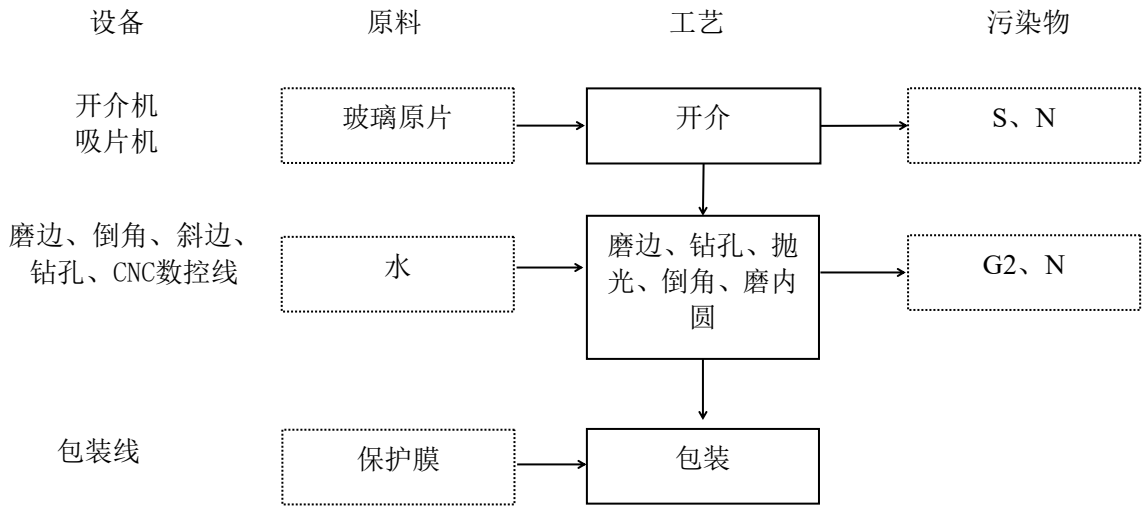 设备 原料 工艺 污染物
开介机
吸片机
玻璃原片
开介
S、N
磨边、倒角、斜边、
钻孔、CNC数控线
水
磨边、钻孔、抛
光、倒角、磨内
圆
G2、N
包装线
保护膜
包装